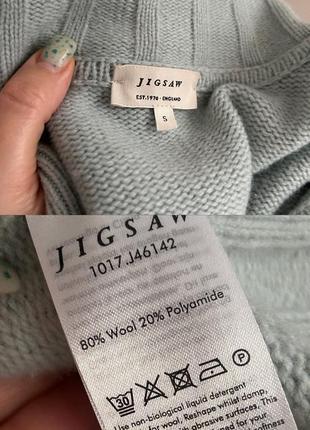 JIGSAW
EST.1970 · ENGLAND
S
JIGSAW
1017.J46142
80% Wool 20% Polyamide
30
P
Use non-biological liquid detergent
for wool. Reshape whilst damp,
abrasive surfaces. This